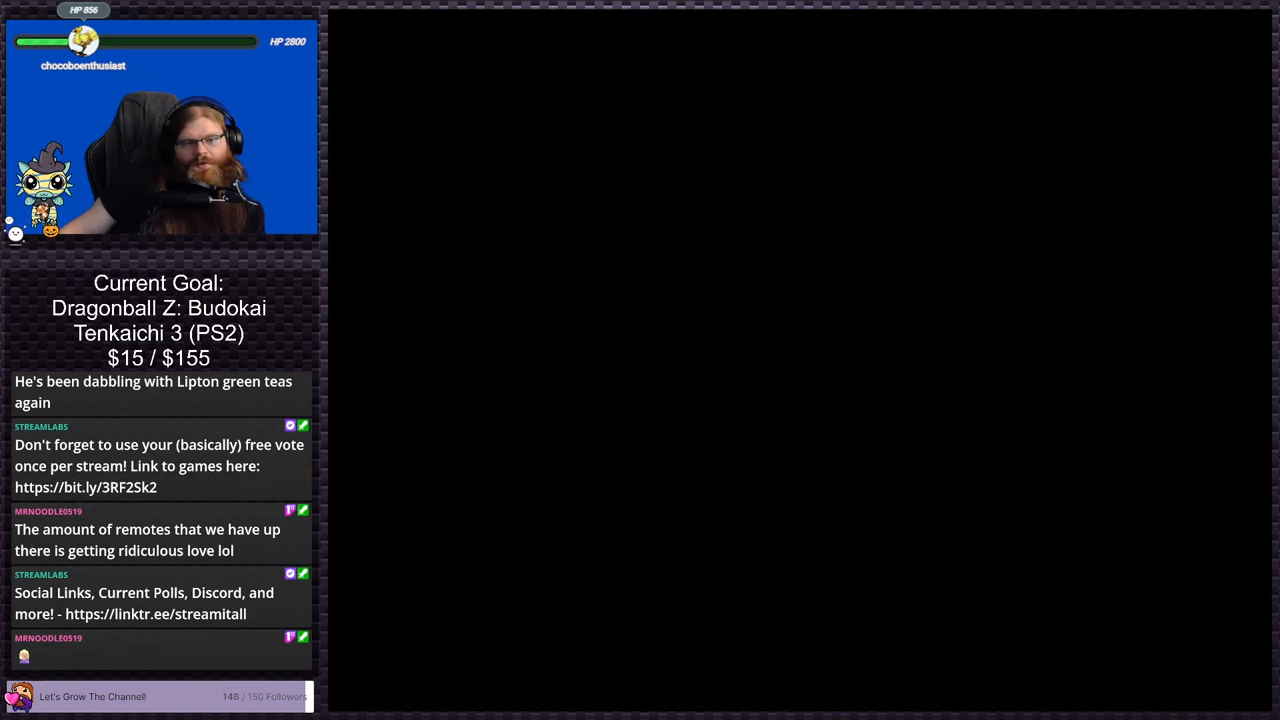 HP 856
HP 2800
chocoboenthusiast
Current Goal:
Dragonball Z: Budokai
Tenkaichi 3 (PS2)
$15 / $155
He's been dabbling with Lipton green teas
again
STREAMLABS
Don't forget to use your (basically) free vote
once per stream! Link to games here:
https://bit.ly/3RF2Sk2
MRNOODLE0519
The amount of remotes that we have up
there is getting ridiculous love lol
STREAMLABS
Social Links, Current Polls, Discord, and
more! - https://linktr.ee/streamitall
MRNOODLE0519
Let's Grow The Channel! 146 / 150 Followers